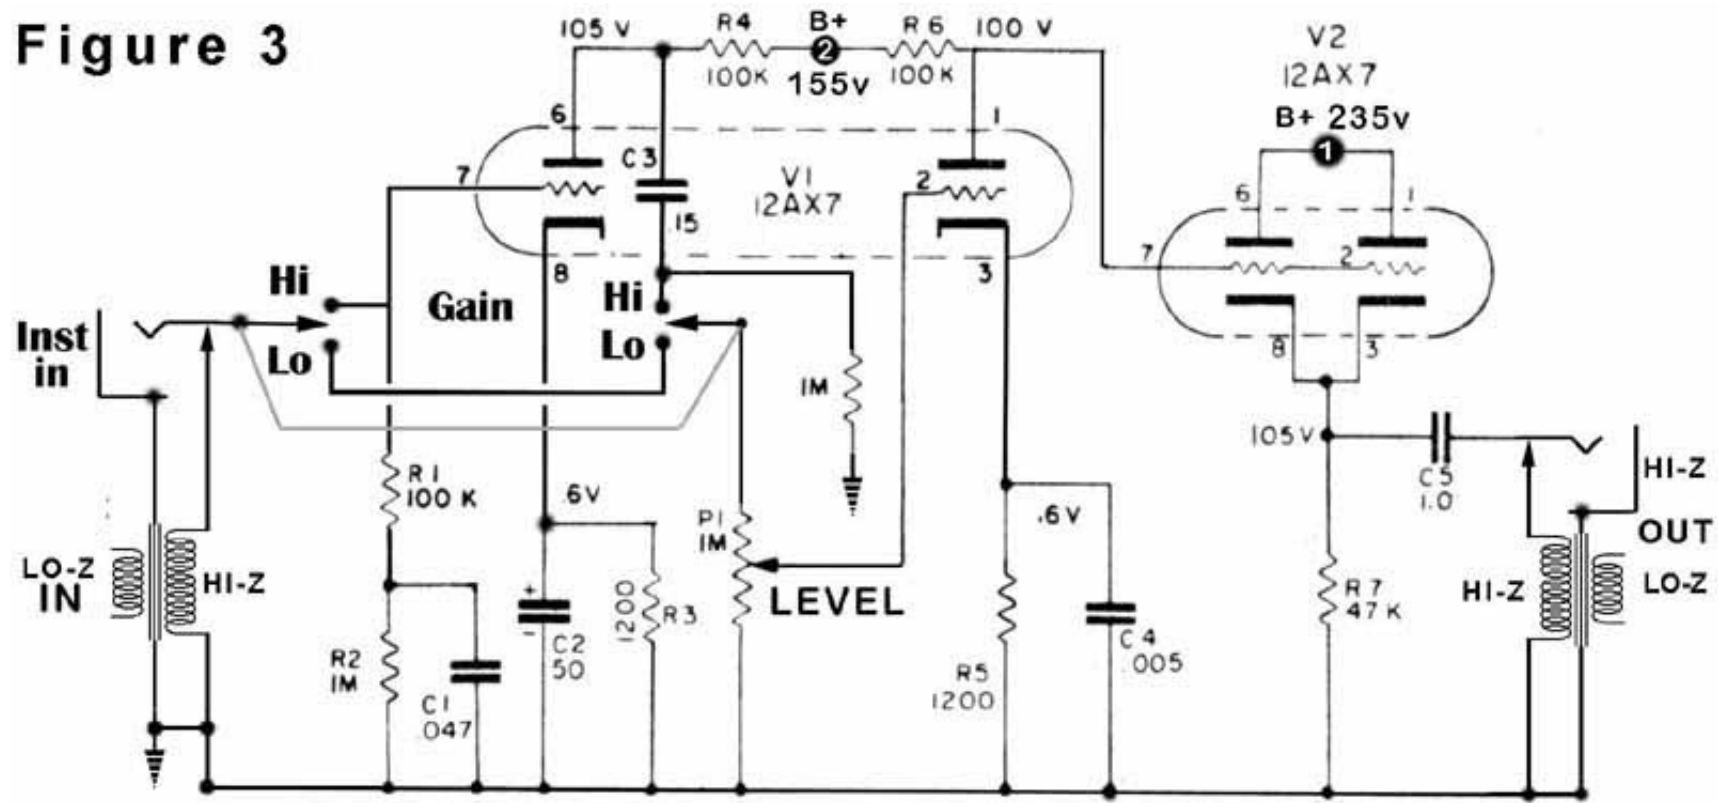 Figure 3
105 V
R4
100K
B+
2
155v
R6
100K
100 V
V2
12AX7
B+ 235v
1
6
1
7
C3
.15
V1
12AX7
2
8
3
6
1
7
2
8
3
Hi
Lo
Gain
Hi
Lo
Inst
in
1M
105V
C5
1.0
HI-Z
OUT
LO-Z
HI-Z
R1
100 K
.6V
P1
1M
LEVEL
.6V
LO-Z
IN
HI-Z
R2
1M
C1
.047
+
-
C2
50
1200
R3
R5
1200
C4
.005
R7
47K